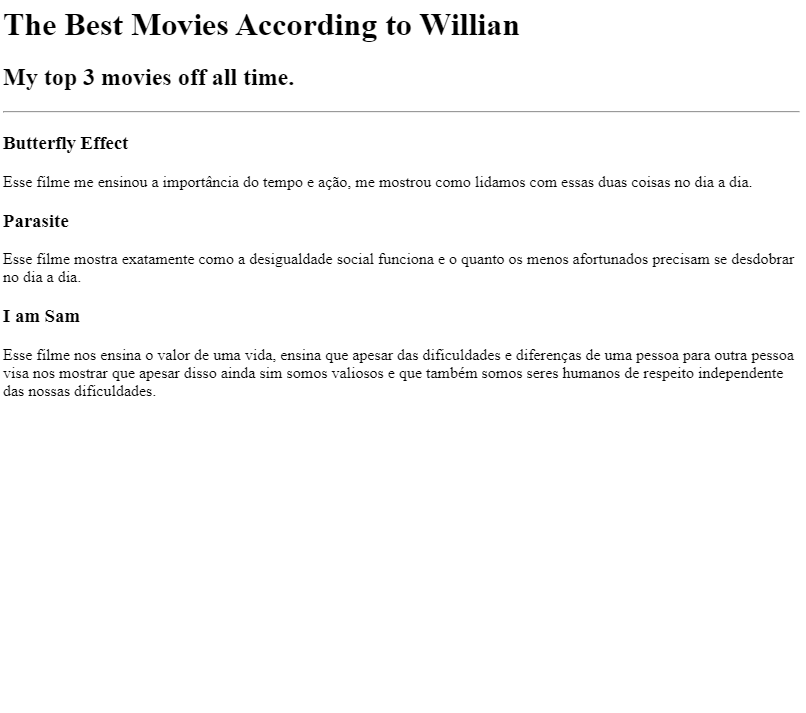 The Best Movies According to Willian
My top 3 movies off all time.
Butterfly Effect
Esse filme me ensinou a importância do tempo e ação, me mostrou como lidamos com essas duas coisas no dia a dia.
Parasite
Esse filme mostra exatamente como a desigualdade social funciona e o quanto os menos afortunados precisam se desdobrar
no dia a dia.
I am Sam
Esse filme nos ensina o valor de uma vida, ensina que apesar das dificuldades e diferenças de uma pessoa para outra pessoa
visa nos mostrar que apesar disso ainda sim somos valiosos e que também somos seres humanos de respeito independente
das nossas dificuldades.